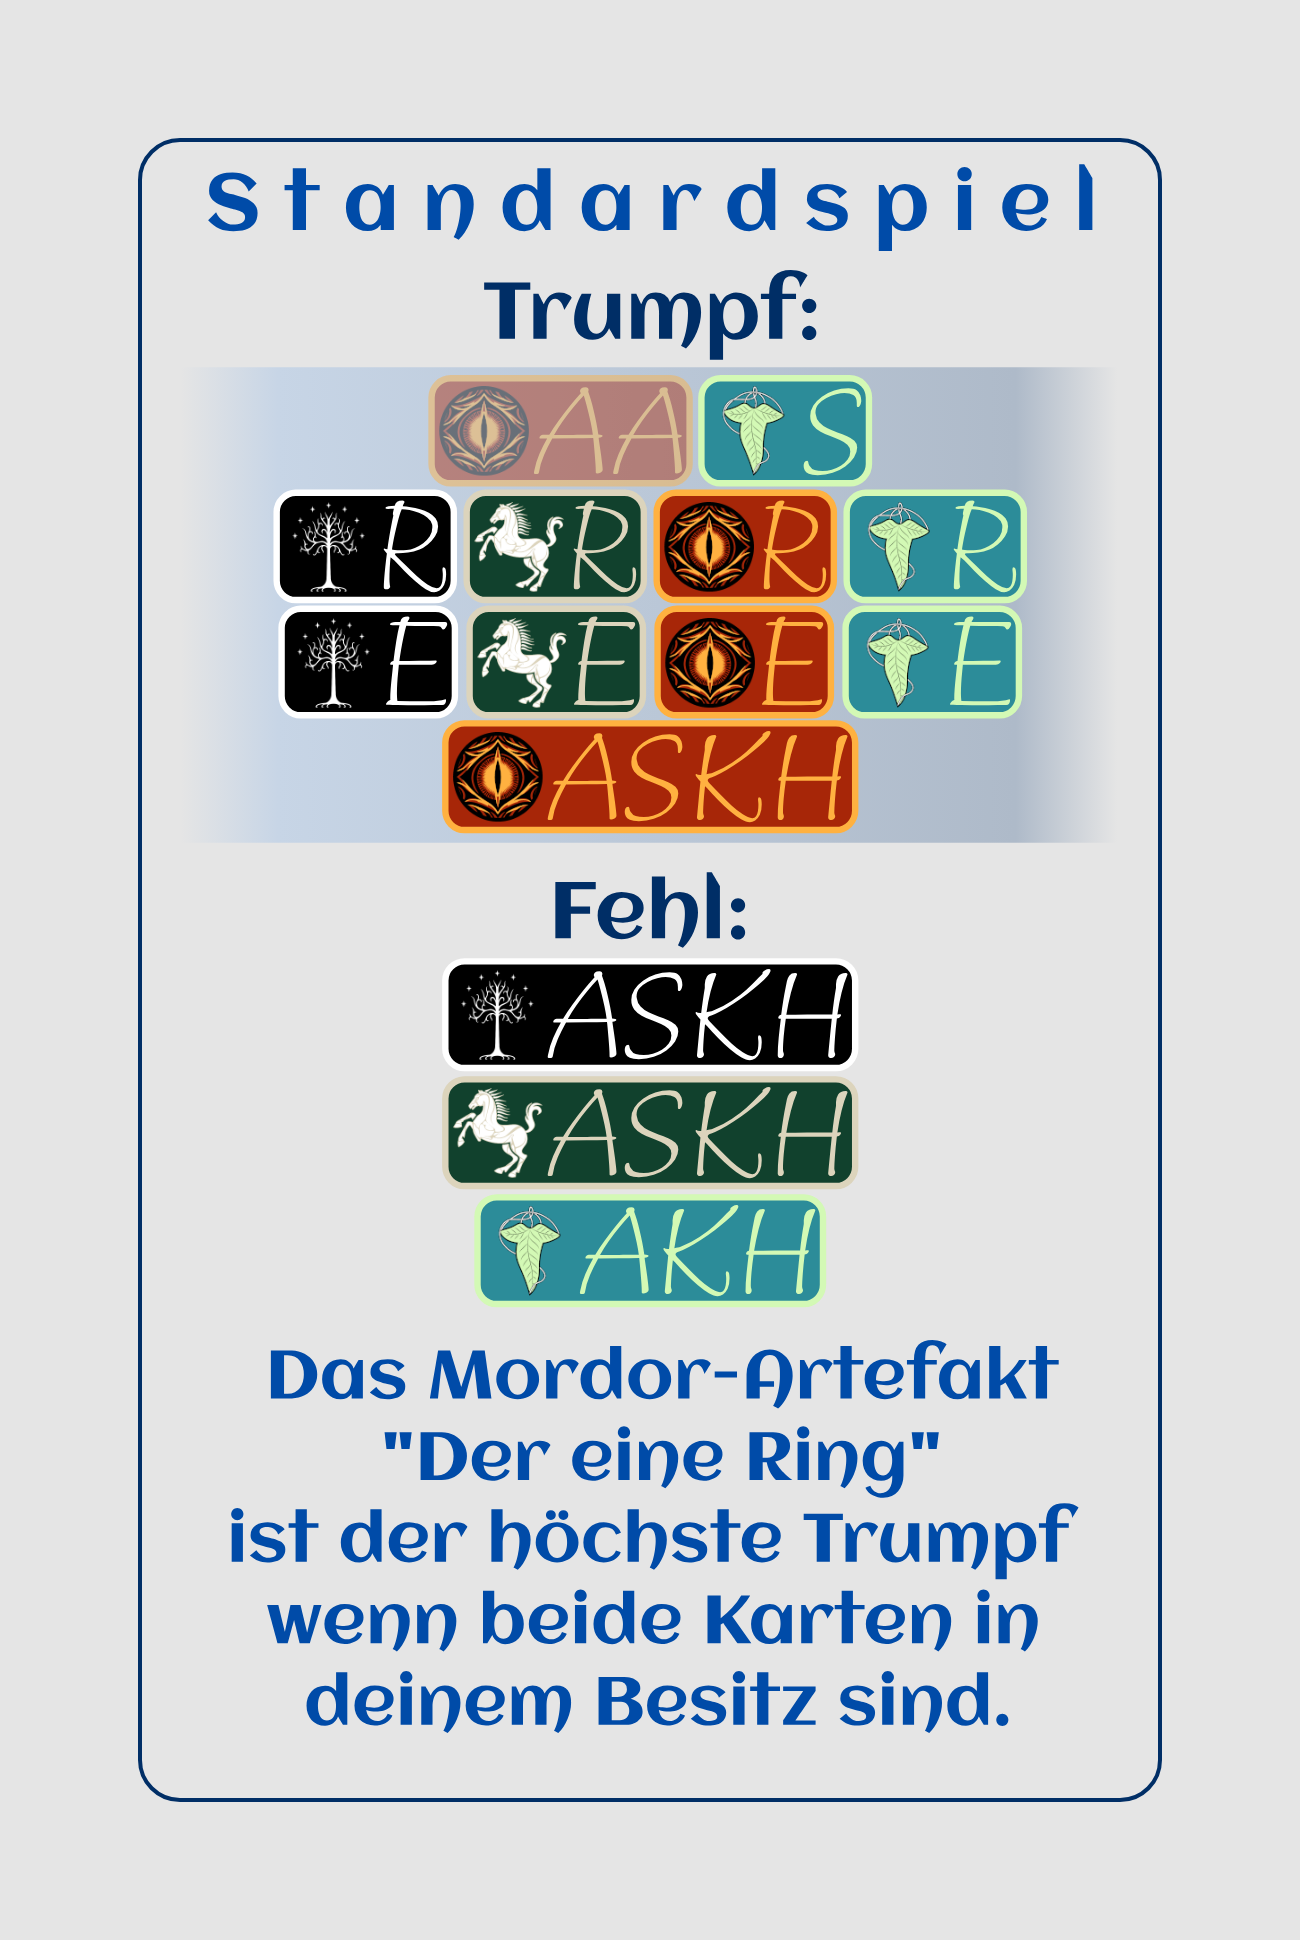 Standardspiel
Trumpf:
AA S
R R R R
E E E E
ASKH
Fehl:
ASKH
ASKH
AKH
Das Mordor-Artefakt
"Der eine Ring"
ist der höchste Trumpf
wenn beide Karten in
deinem Besitz sind.